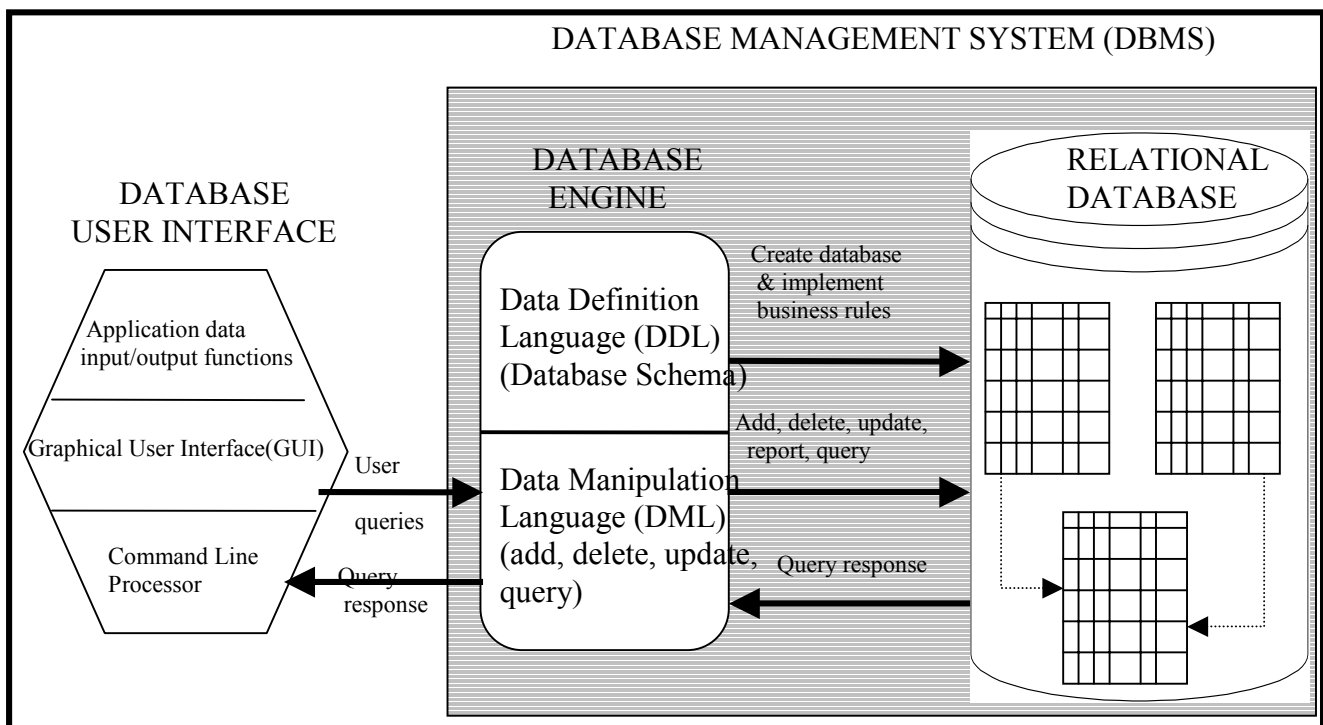 DATABASE MANAGEMENT SYSTEM (DBMS)
DATABASE
USER INTERFACE
Application data
input/output functions
Graphical User Interface(GUI)
Command Line
Processor
User
queries
Query
response
DATABASE
ENGINE
Data Definition
Language (DDL)
(Database Schema)
Data Manipulation
Language (DML)
(add, delete, update,
query)
Create database
& implement
business rules
Add, delete, update,
report, query
Query response
RELATIONAL
DATABASE